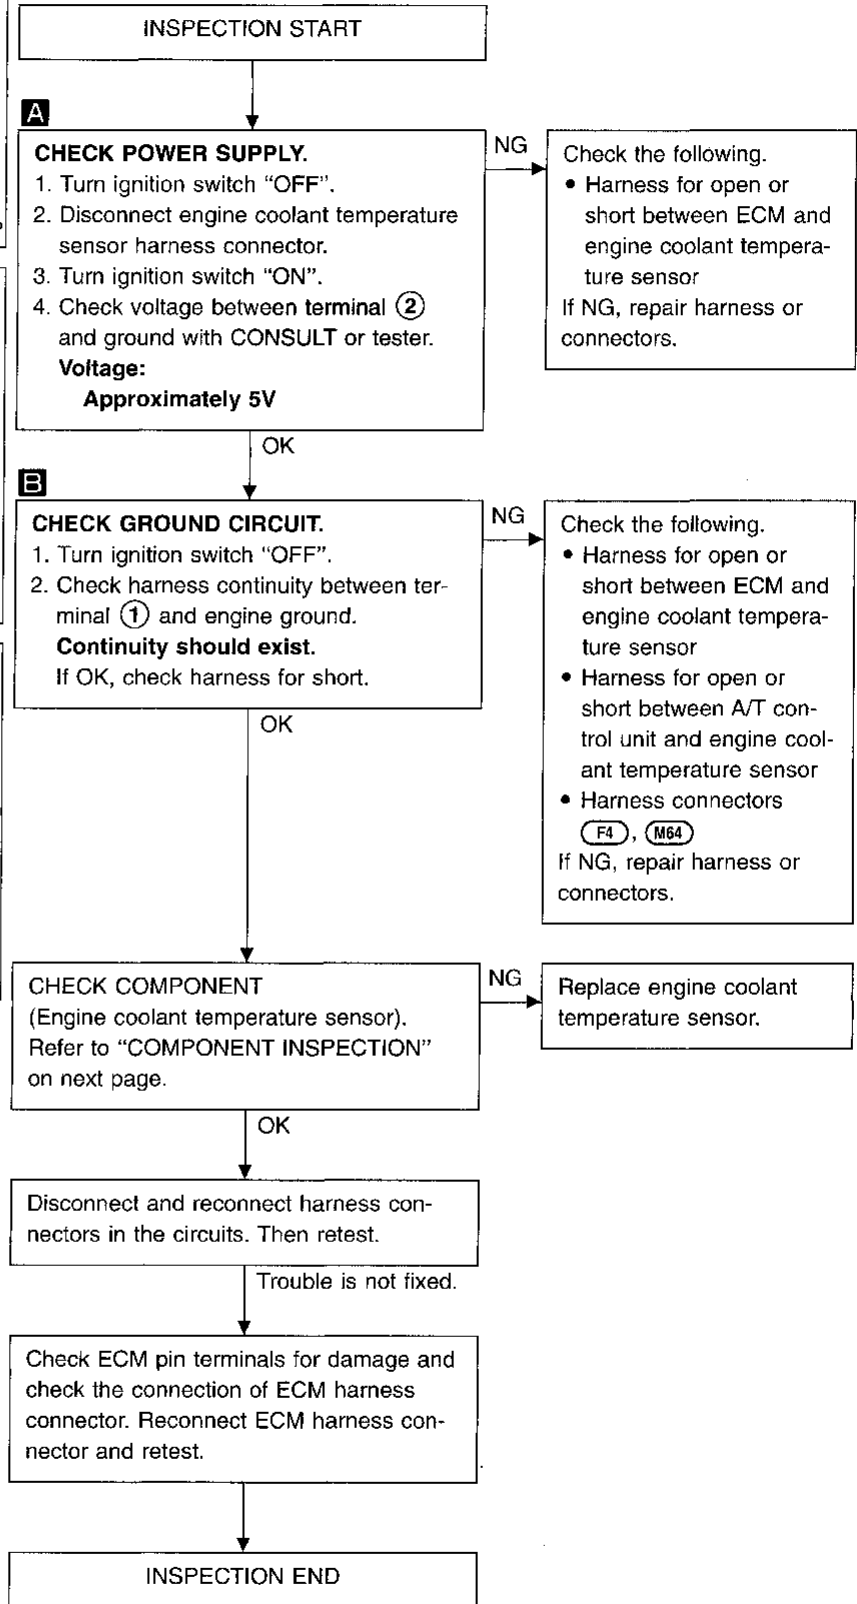 INSPECTION START
A
CHECK POWER SUPPLY.
1. Turn ignition switch “OFF”.
2. Disconnect engine coolant temperature
sensor harness connector.
3. Turn ignition switch “ON”.
4. Check voltage between terminal ②
and ground with CONSULT or tester.
Voltage:
Approximately 5V
NG
Check the following.
• Harness for open or
short between ECM and
engine coolant tempera-
ture sensor
If NG, repair harness or
connectors.
OK
B
CHECK GROUND CIRCUIT.
1. Turn ignition switch “OFF”.
2. Check harness continuity between ter-
minal ① and engine ground.
Continuity should exist.
If OK, check harness for short.
NG
Check the following.
• Harness for open or
short between ECM and
engine coolant tempera-
ture sensor
• Harness for open or
short between A/T con-
trol unit and engine cool-
ant temperature sensor
• Harness connectors
F4, M64
If NG, repair harness or
connectors.
OK
CHECK COMPONENT
(Engine coolant temperature sensor).
Refer to “COMPONENT INSPECTION”
on next page.
NG
Replace engine coolant
temperature sensor.
OK
Disconnect and reconnect harness con-
nectors in the circuits. Then retest.
Trouble is not fixed.
Check ECM pin terminals for damage and
check the connection of ECM harness
connector. Reconnect ECM harness con-
nector and retest.
INSPECTION END